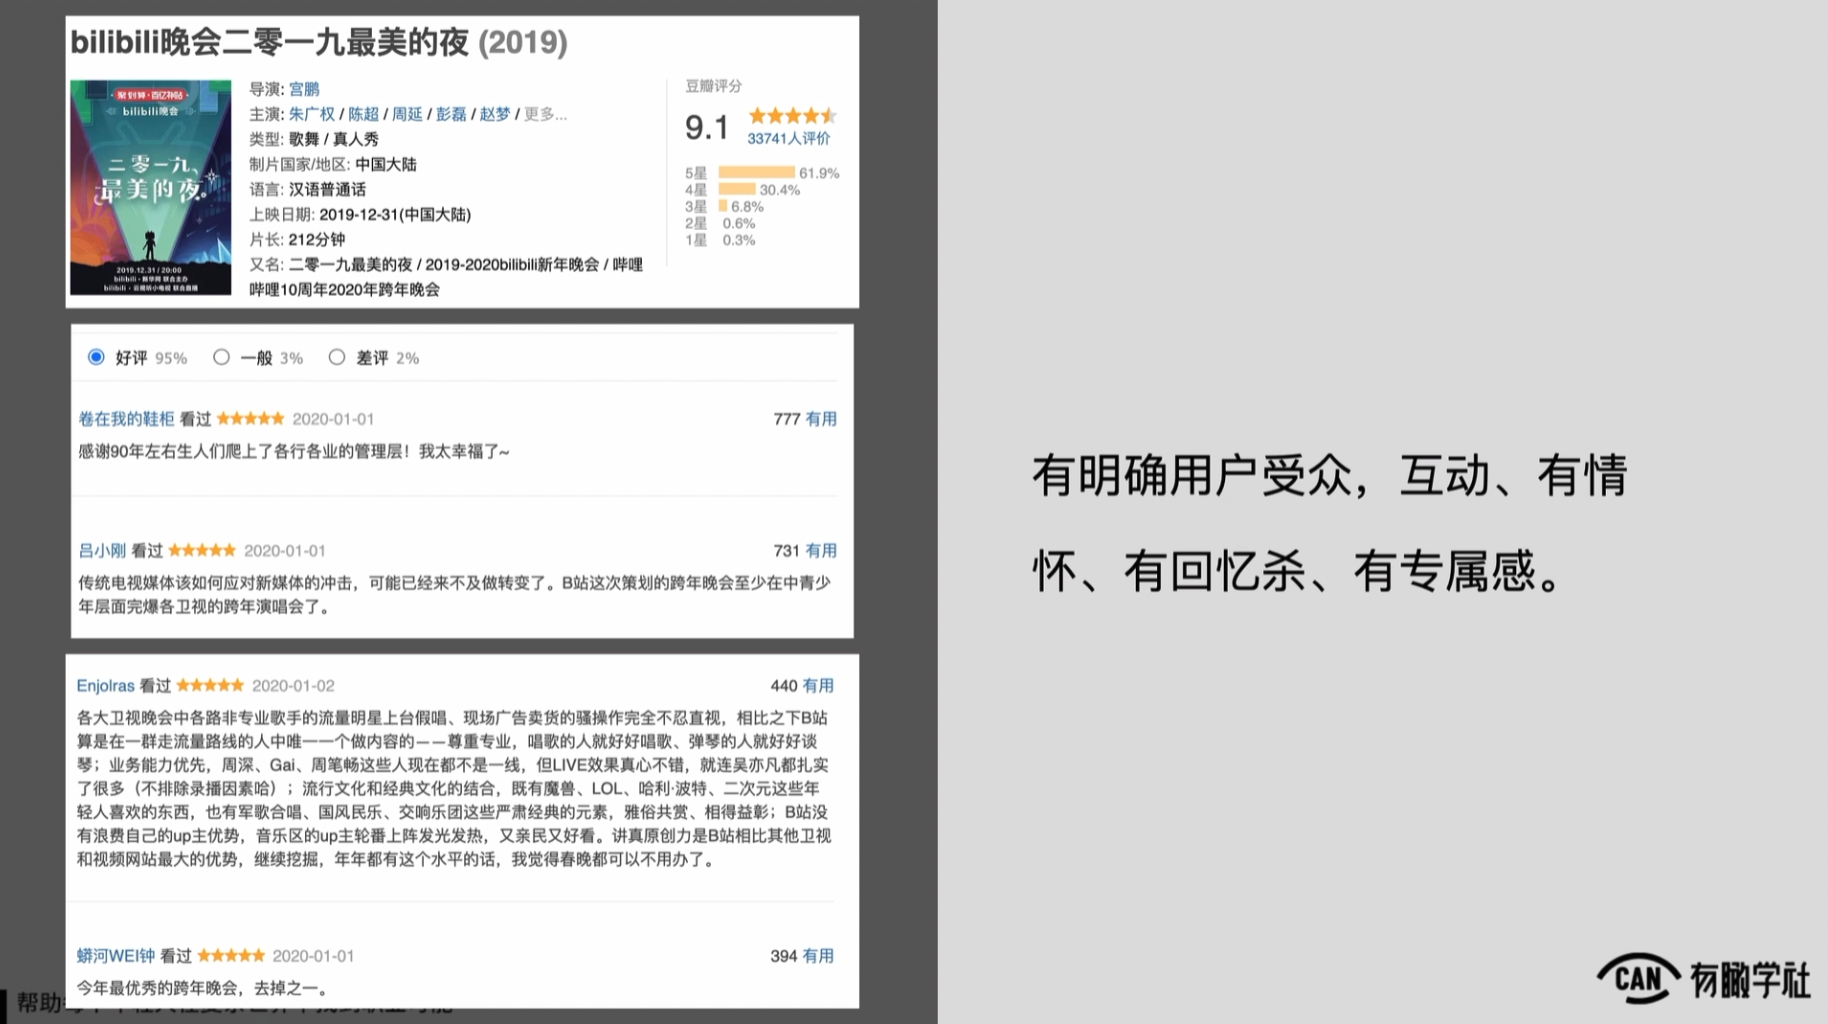 bilibili晚会二零一九最美的夜 (2019)
聚划算·百亿补贴
bilibili晚会
二零一九、
最美的夜。
2019.12.31 / 20:00
导演: 宫鹏
主演: 朱广权 / 陈超 / 周延 / 彭磊 / 赵梦 / 更多...
类型: 歌舞 / 真人秀
制片国家/地区: 中国大陆
语言: 汉语普通话
上映日期: 2019-12-31(中国大陆)
片长: 212分钟
又名: 二零一九最美的夜 / 2019-2020bilibili新年晚会 / 哔哩
哔哩10周年2020年跨年晚会
豆瓣评分
9.1
33741人评价
5星 61.9%
4星 30.4%
3星 6.8%
2星 0.6%
1星 0.3%
好评 95% 一般 3% 差评 2%
卷在我的鞋柜 看过 2020-01-01 777 有用
感谢90年左右生人们爬上了各行各业的管理层！我太幸福了~
吕小刚 看过 2020-01-01 731 有用
传统电视媒体该如何应对新媒体的冲击，可能已经来不及做转变了。B站这次策划的跨年晚会至少在中青少
年层面完爆各卫视的跨年演唱会了。
Enjolras 看过 2020-01-02 440 有用
各大卫视晚会中各路非专业歌手的流量明星上台假唱、现场广告卖货的骚操作完全不忍直视，相比之下B站
算是在一群走流量路线的人中唯一一个做内容的——尊重专业，唱歌的人就好好唱歌、弹琴的人就好好谈
琴；业务能力优先，周深、Gai、周笔畅这些人现在都不是一线，但LIVE效果真心不错，就连吴亦凡都扎实
了很多（不排除录播因素哈）；流行文化和经典文化的结合，既有魔兽、LOL、哈利·波特、二次元这些年
轻人喜欢的东西，也有军歌合唱、国风民乐、交响乐团这些严肃经典的元素，雅俗共赏、相得益彰；B站没
有浪费自己的up主优势，音乐区的up主轮番上阵发光发热，又亲民又好看。讲真原创力是B站相比其他卫视
和视频网站最大的优势，继续挖掘，年年都有这个水平的话，我觉得春晚都可以不用办了。
蟒河WEI钟 看过 2020-01-01 394 有用
今年最优秀的跨年晚会，去掉之一。
帮助
有明确用户受众，互动、有情
怀、有回忆杀、有专属感。
CAN 有瞰学社